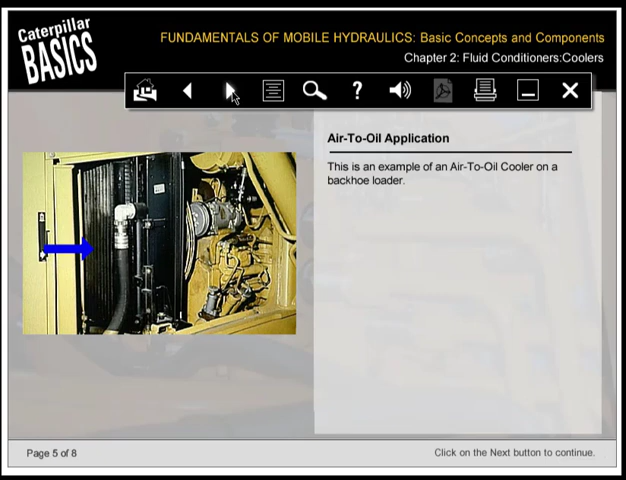 Caterpillar
BASICS
FUNDAMENTALS OF MOBILE HYDRAULICS: Basic Concepts and Components
Chapter 2: Fluid Conditioners:Coolers
?
Air-To-Oil Application
This is an example of an Air-To-Oil Cooler on a
backhoe loader.
Page 5 of 8
Click on the Next button to continue.